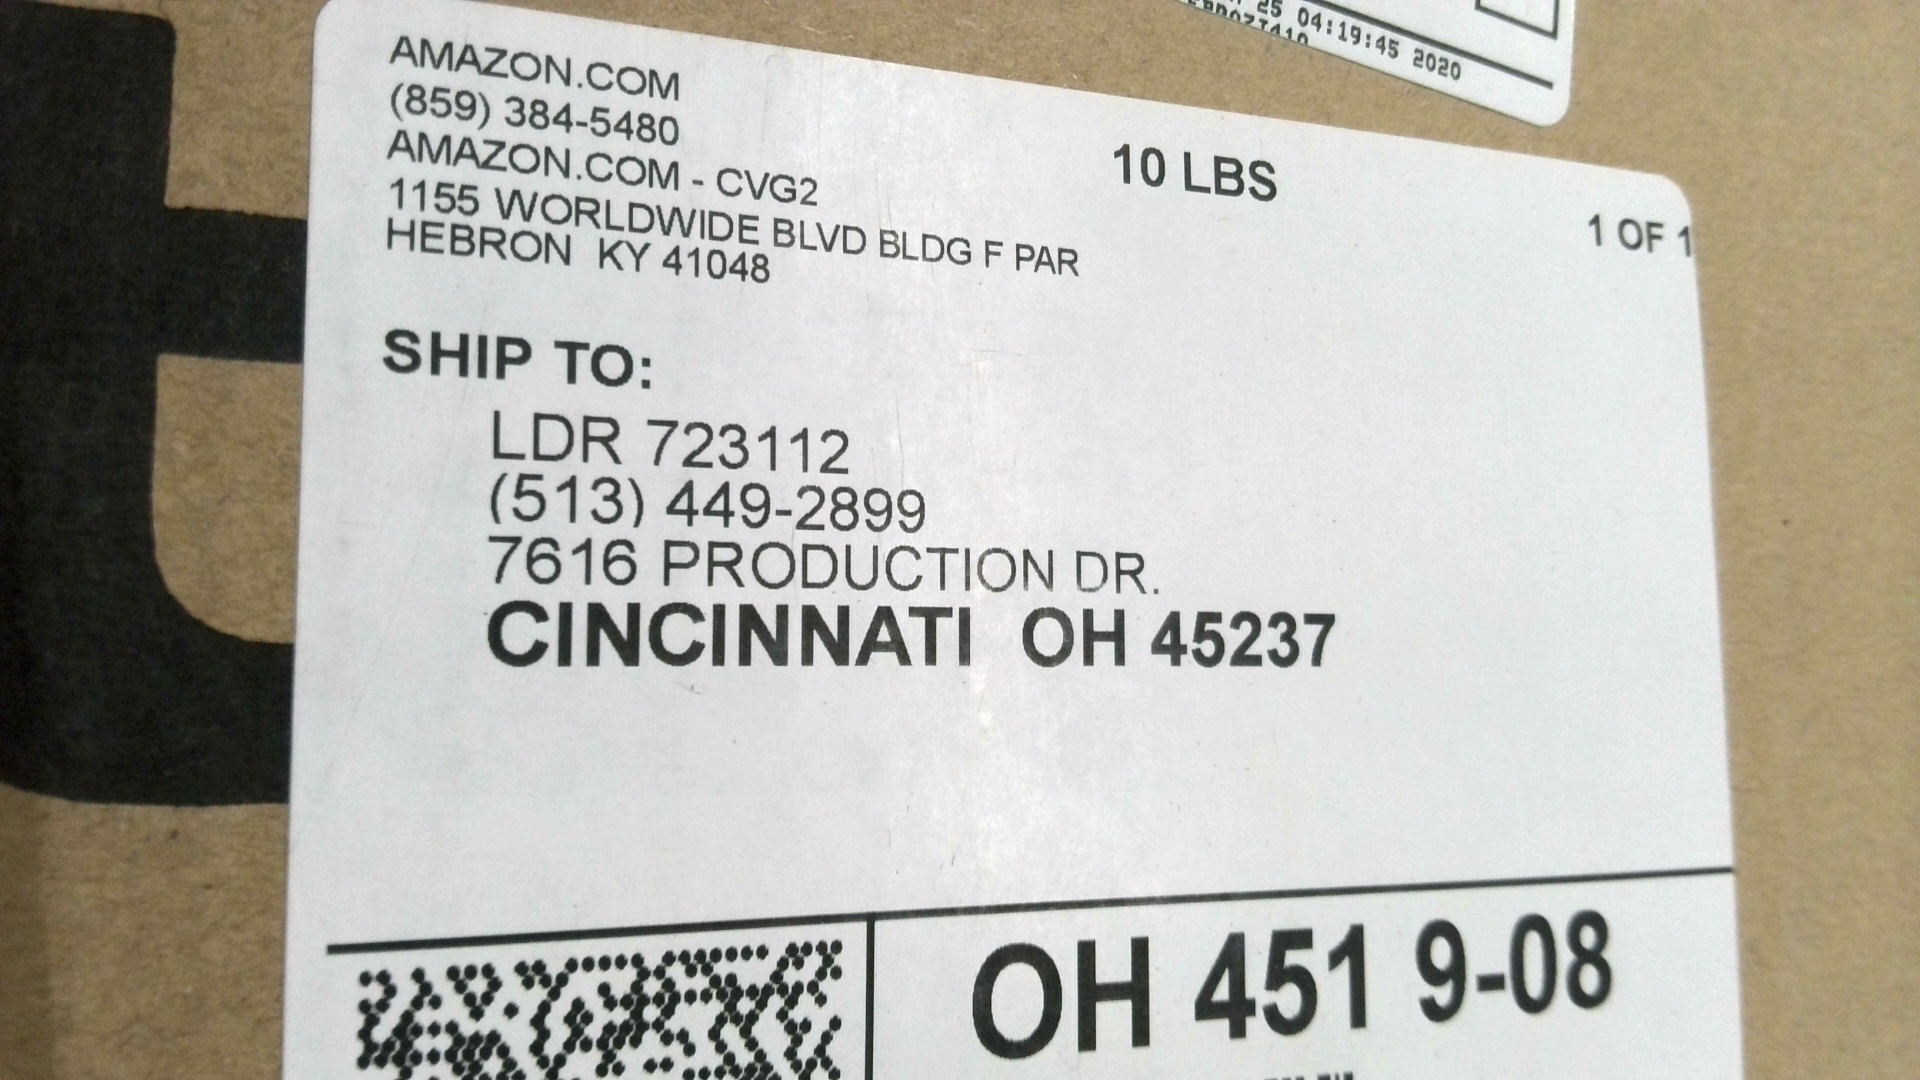 25 04:19:45 2020
AMAZON.COM
(859) 384-5480
AMAZON.COM - CVG2
1155 WORLDWIDE BLVD BLDG F PAR
HEBRON KY 41048
10 LBS
1 OF 1
SHIP TO:
LDR 723112
(513) 449-2899
7616 PRODUCTION DR.
CINCINNATI OH 45237
OH 451 9-08